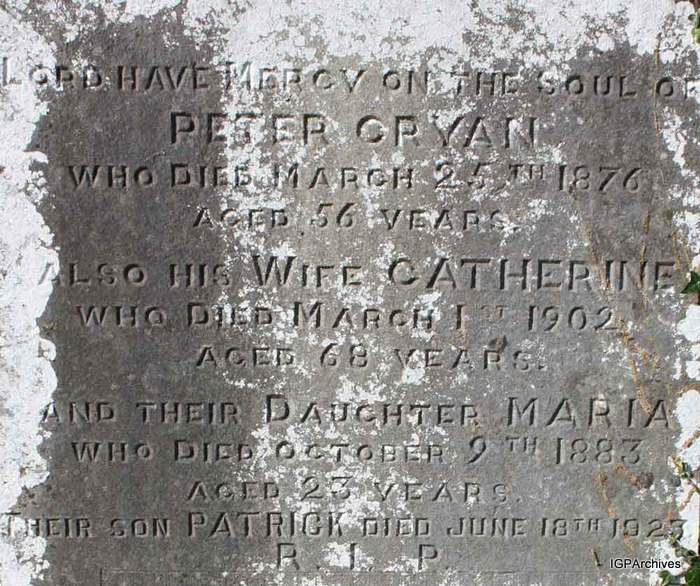 LORD HAVE MERCY ON THE SOUL OF
PETER CRYAN
WHO DIED MARCH 25TH 1876
AGED 56 YEARS.
ALSO HIS WIFE CATHERINE
WHO DIED MARCH 1ST 1902
AGED 68 YEARS.
AND THEIR DAUGHTER MARIA
WHO DIED OCTOBER 9TH 1883
AGED 23 YEARS.
THEIR SON PATRICK DIED JUNE 18TH
R. I. P
IGPArchives